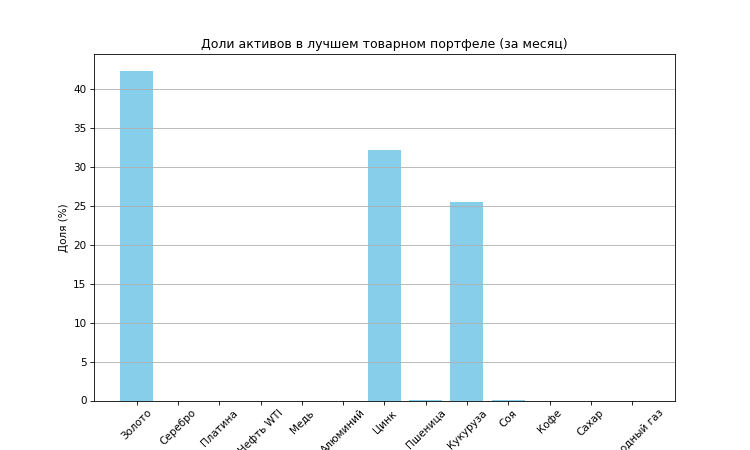 Доли активов в лучшем товарном портфеле (за месяц)
Доля (%)
40
35
30
25
20
15
10
5
0
Золото
Серебро
Платина
Нефть WTI
Медь
Алюминий
Цинк
Пшеница
Кукуруза
Соя
Кофе
Сахар
одный газ